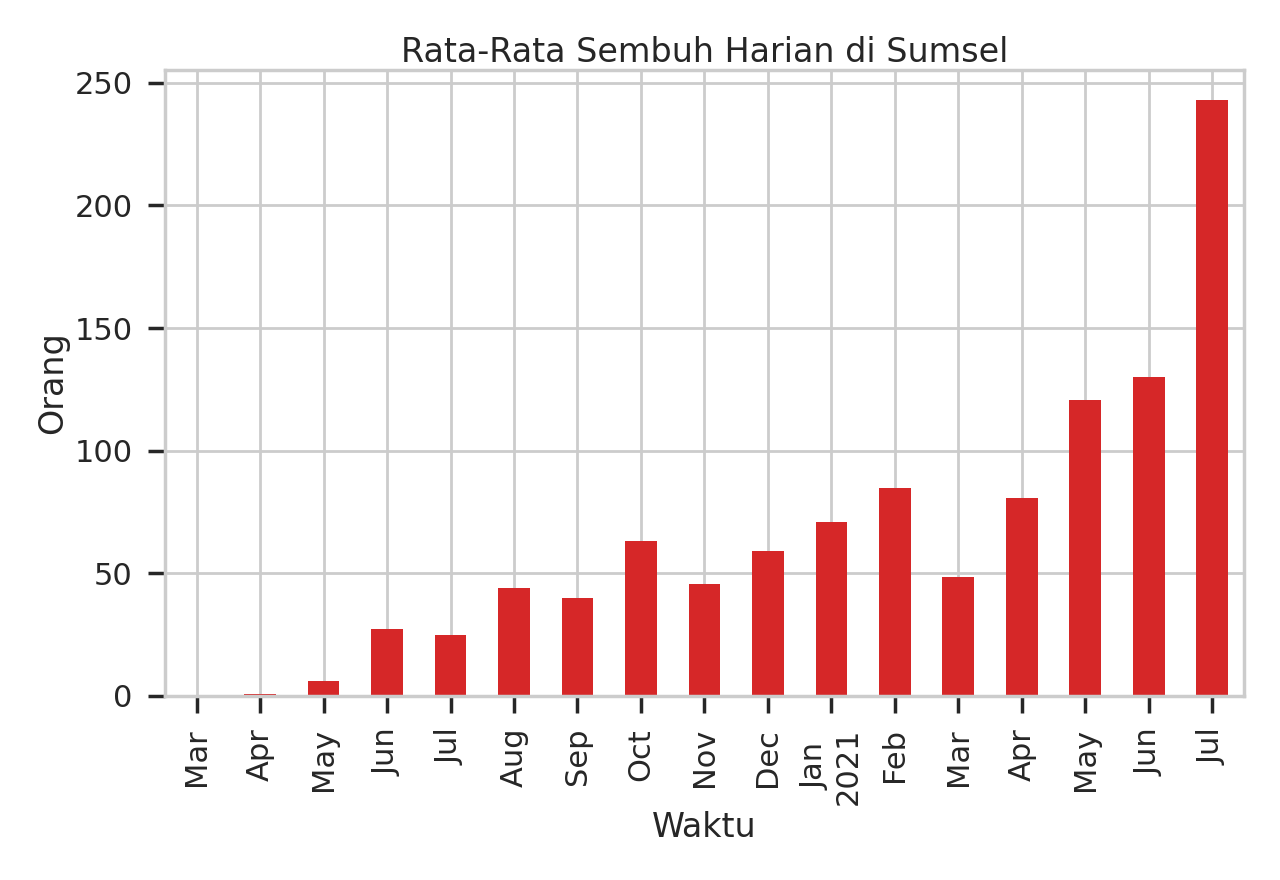 Rata-Rata Sembuh Harian di Sumsel
250
200
150
100
50
0
Orang
Mar
Apr
May
Jun
Jul
Aug
Sep
Oct
Nov
Dec
Jan
2021
Feb
Mar
Apr
May
Jun
Jul
Waktu